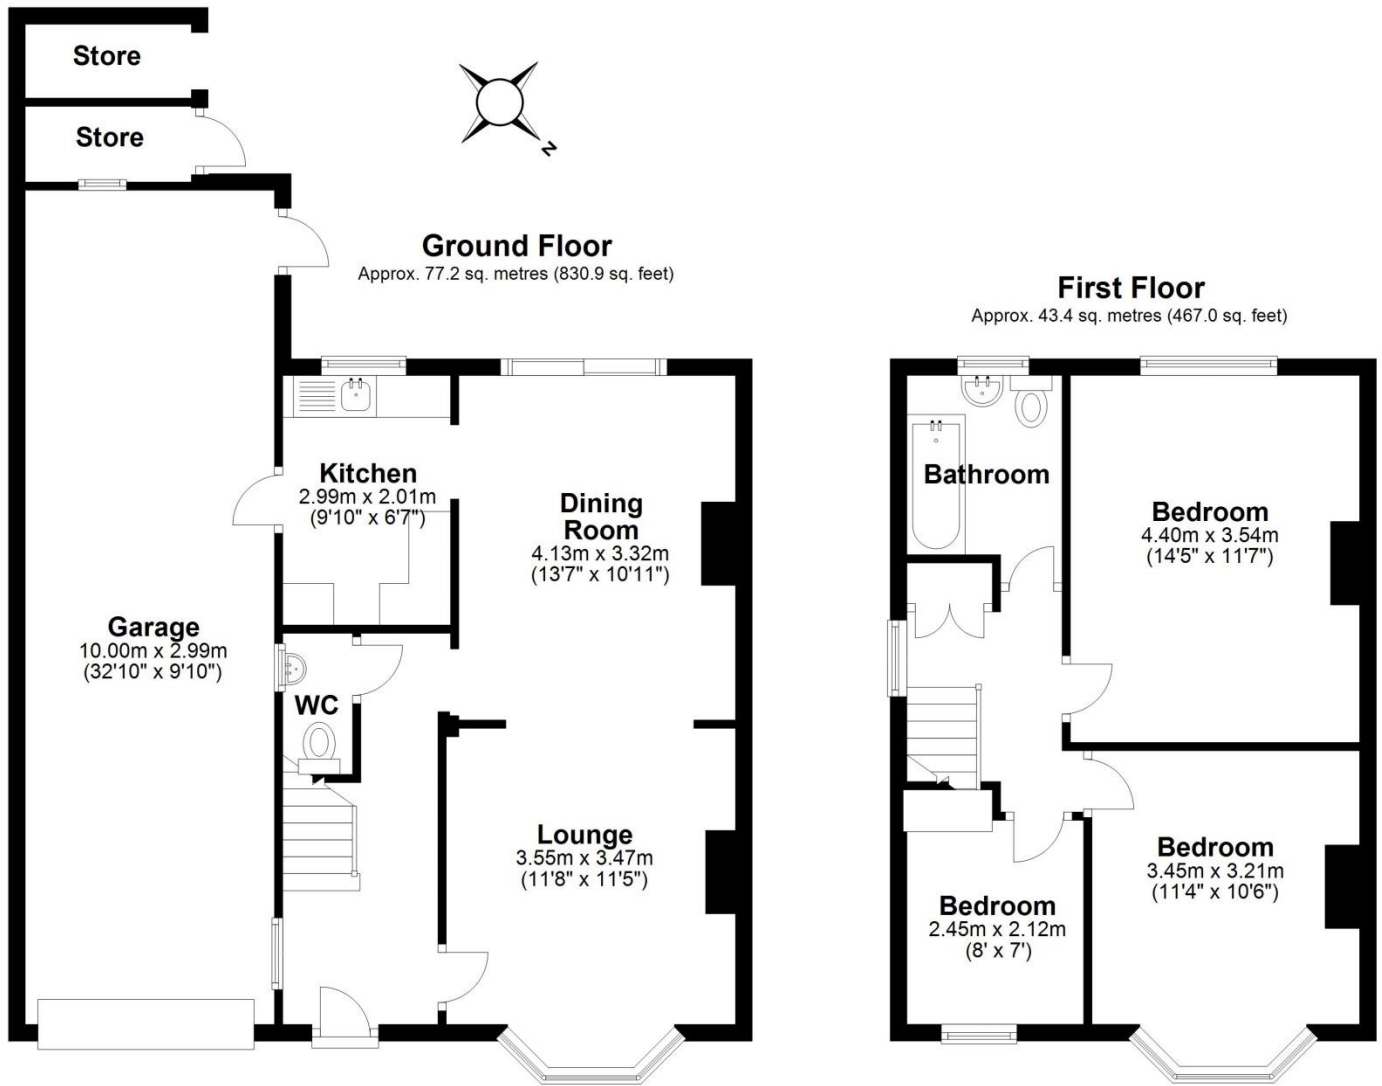 Store
Store
N
Ground Floor
Approx. 77.2 sq. metres (830.9 sq. feet)
Kitchen
2.99m x 2.01m
(9'10" x 6'7")
Dining
Room
4.13m x 3.32m
(13'7" x 10'11")
Garage
10.00m x 2.99m
(32'10" x 9'10")
WC
Lounge
3.55m x 3.47m
(11'8" x 11'5")
First Floor
Approx. 43.4 sq. metres (467.0 sq. feet)
Bathroom
Bedroom
4.40m x 3.54m
(14'5" x 11'7")
Bedroom
3.45m x 3.21m
(11'4" x 10'6")
Bedroom
2.45m x 2.12m
(8' x 7')